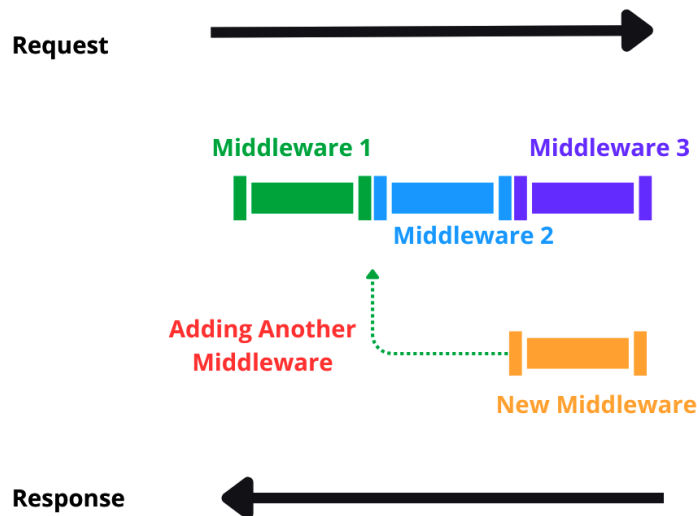 Request
Middleware 1
Middleware 3
Middleware 2
Adding Another
Middleware
New Middleware
Response